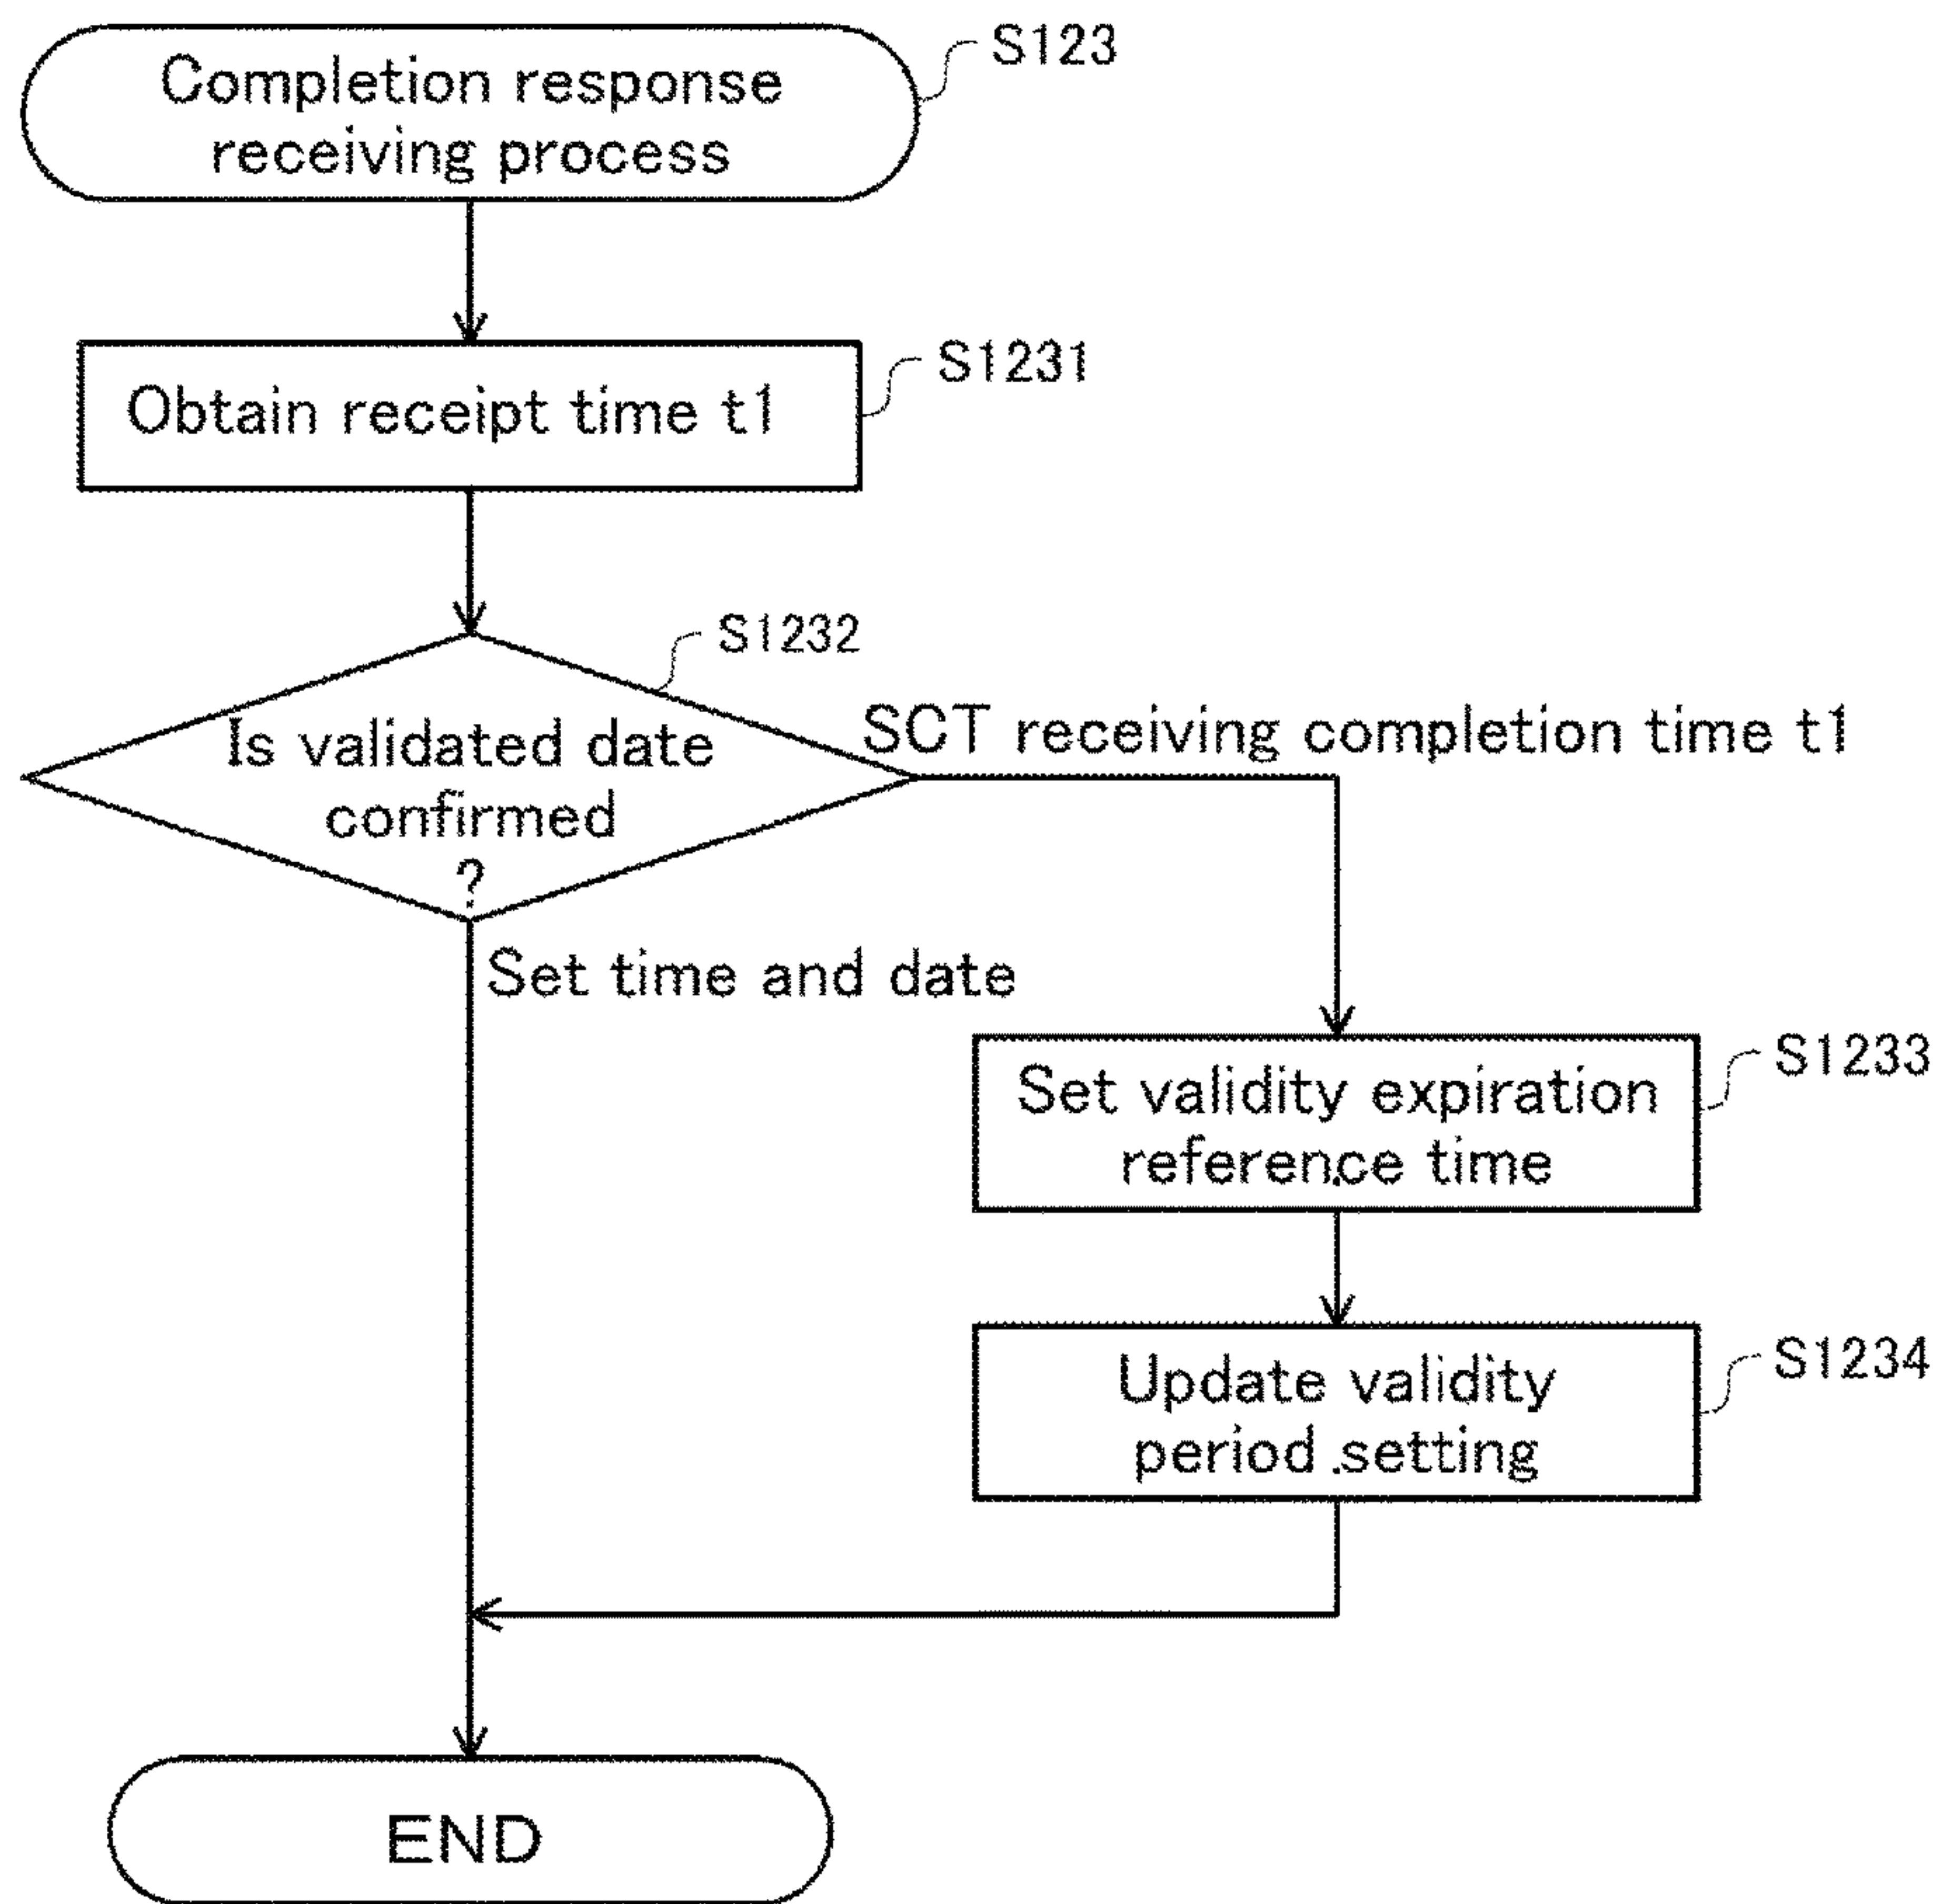 Completion response
receiving process
S123
Obtain receipt time t1
S1231
S1232
Is validated date
confirmed
?
SCT receiving completion time t1
Set time and date
Set validity expiration
reference time
S1233
Update validity
period setting
S1234
END